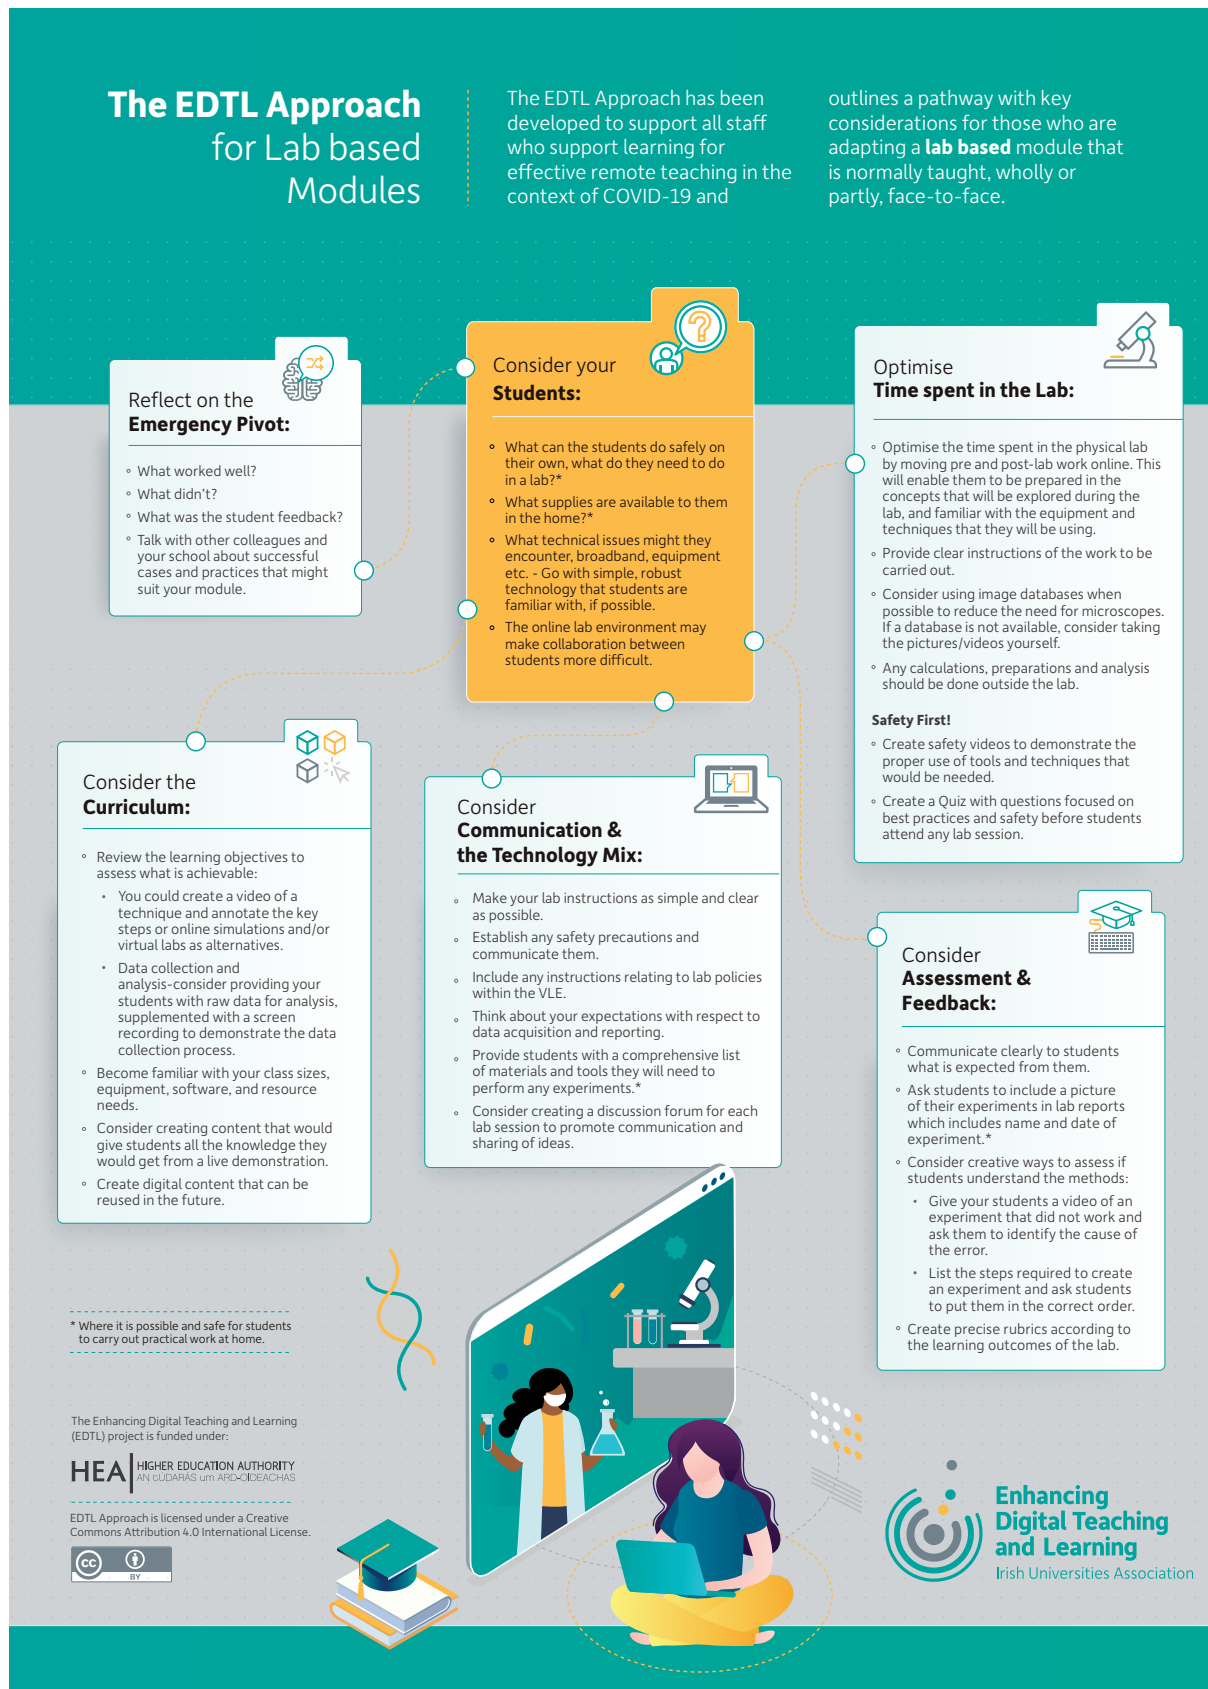 The EDTL Approach
for Lab based
Modules
The EDTL Approach has been
developed to support all staff
who support learning for
effective remote teaching in the
context of COVID-19 and
outlines a pathway with key
considerations for those who are
adapting a lab based module that
is normally taught, wholly or
partly, face-to-face.
Reflect on the
Emergency Pivot:
° What worked well?
° What didn't?
° What was the student feedback?
° Talk with other colleagues and
your school about successful
cases and practices that might
suit your module.
Consider your
Students:
° What can the students do safely on
their own, what do they need to do
in a lab?*
° What supplies are available to them
in the home?*
° What technical issues might they
encounter, broadband, equipment
etc. - Go with simple, robust
technology that students are
familiar with, if possible.
° The online lab environment may
make collaboration between
students more difficult.
Optimise
Time spent in the Lab:
° Optimise the time spent in the physical lab
by moving pre and post-lab work online. This
will enable them to be prepared in the
concepts that will be explored during the
lab, and familiar with the equipment and
techniques that they will be using.
° Provide clear instructions of the work to be
carried out.
° Consider using image databases when
possible to reduce the need for microscopes.
If a database is not available, consider taking
the pictures/videos yourself.
° Any calculations, preparations and analysis
should be done outside the lab.
Safety First!
° Create safety videos to demonstrate the
proper use of tools and techniques that
would be needed.
° Create a Quiz with questions focused on
best practices and safety before students
attend any lab session.
Consider the
Curriculum:
° Review the learning objectives to
assess what is achievable:
• You could create a video of a
technique and annotate the key
steps or online simulations and/or
virtual labs as alternatives.
• Data collection and
analysis-consider providing your
students with raw data for analysis,
supplemented with a screen
recording to demonstrate the data
collection process.
° Become familiar with your class sizes,
equipment, software, and resource
needs.
° Consider creating content that would
give students all the knowledge they
would get from a live demonstration.
° Create digital content that can be
reused in the future.
Consider
Communication &
the Technology Mix:
° Make your lab instructions as simple and clear
as possible.
° Establish any safety precautions and
communicate them.
° Include any instructions relating to lab policies
within the VLE.
° Think about your expectations with respect to
data acquisition and reporting.
° Provide students with a comprehensive list
of materials and tools they will need to
perform any experiments.*
° Consider creating a discussion forum for each
lab session to promote communication and
sharing of ideas.
Consider
Assessment &
Feedback:
° Communicate clearly to students
what is expected from them.
° Ask students to include a picture
of their experiments in lab reports
which includes name and date of
experiment.*
° Consider creative ways to assess if
students understand the methods:
• Give your students a video of an
experiment that did not work and
ask them to identify the cause of
the error.
• List the steps required to create
an experiment and ask students
to put them in the correct order.
° Create precise rubrics according to
the learning outcomes of the lab.
* Where it is possible and safe for students
to carry out practical work at home.
The Enhancing Digital Teaching and Learning
(EDTL) project is funded under:
HEA
HIGHER EDUCATION AUTHORITY
AN tÚDARÁS um ARD-OIDEACHAS
EDTL Approach is licensed under a Creative
Commons Attribution 4.0 International License.
cc
BY
Enhancing
Digital Teaching
and Learning
Irish Universities Association